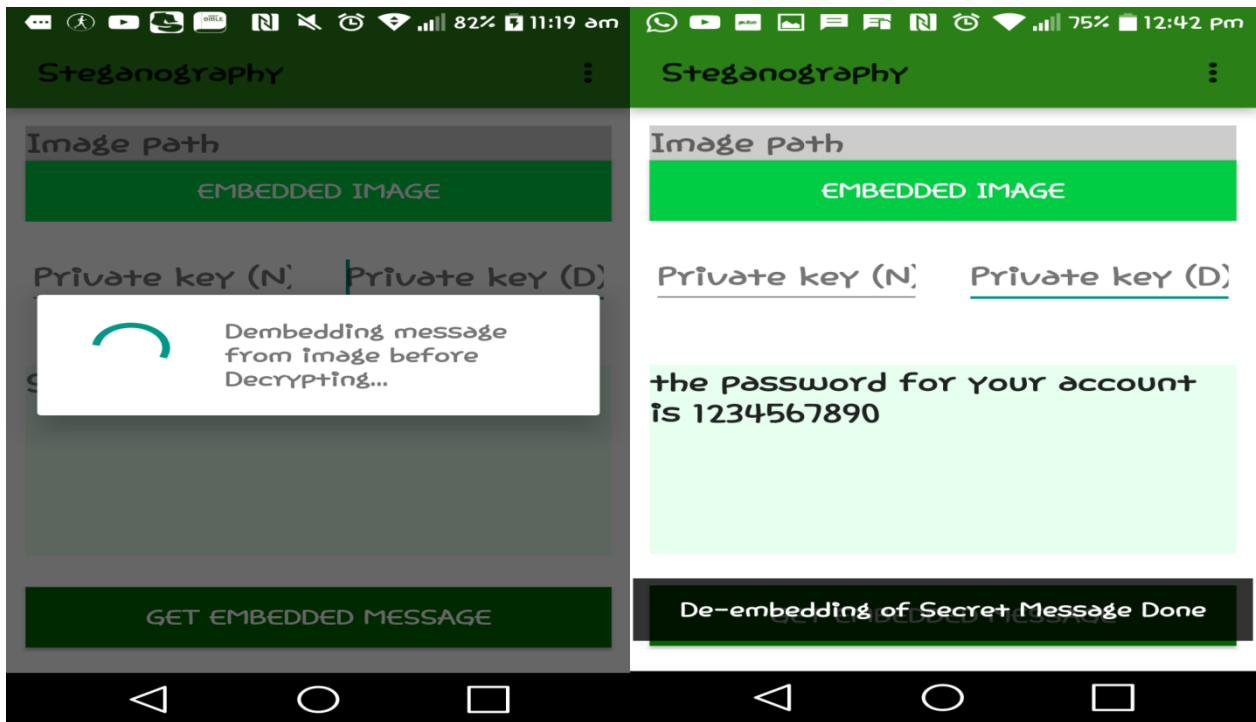 82% 11:19 am
Steganography
Image path
EMBEDDED IMAGE
Private key (N)
Private key (D)
Dembedding message
from image before
Decrypting...
GET EMBEDDED MESSAGE
75% 12:42 pm
Steganography
Image path
EMBEDDED IMAGE
Private key (N)
Private key (D)
the password for your account
is 1234567890
De-embedding of Secret Message Done